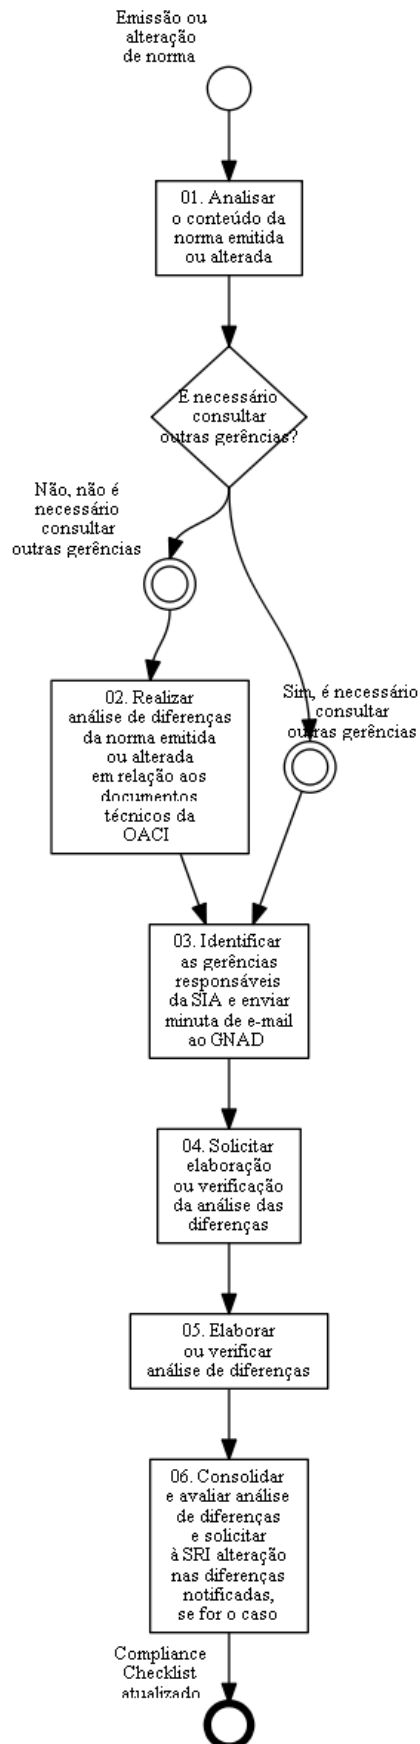 Emissão ou
alteração
de norma
01. Analisar
o conteúdo da
norma emitida
ou alterada
É necessário
consultar
outras gerências?
Não, não é
necessário
consultar
outras gerências
02. Realizar
análise de diferenças
da norma emitida
ou alterada
em relação aos
documentos
técnicos da
OACI
Sim, é necessário
consultar
outras gerências
03. Identificar
as gerências
responsáveis
da SIA e enviar
minuta de e-mail
ao GNAD
04. Solicitar
elaboração
ou verificação
da análise das
diferenças
05. Elaborar
ou verificar
análise de diferenças
06. Consolidar
e avaliar análise
de diferenças
e solicitar
à SRI alteração
nas diferenças
notificadas,
se for o caso
Compliance
Checklist
atualizado